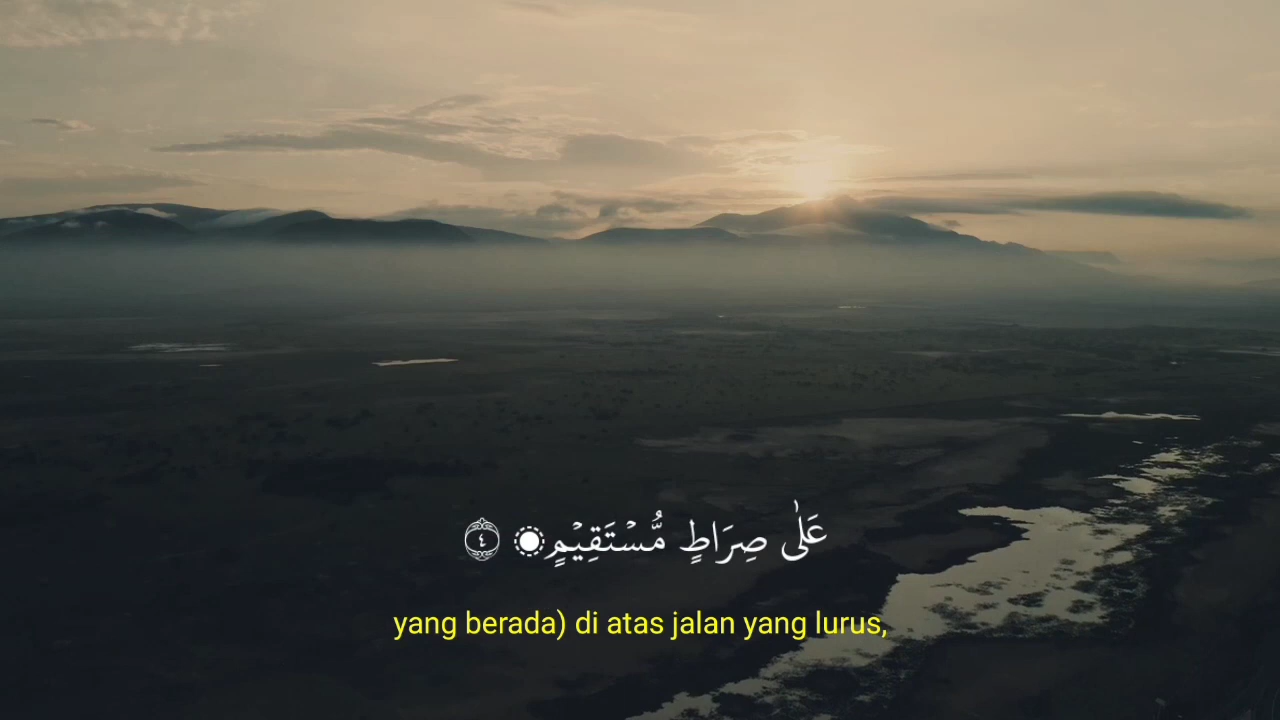 عَلٰى صِرَاطٍ مُّسْتَقِيْمٍ ۙ ٤
yang berada) di atas jalan yang lurus,